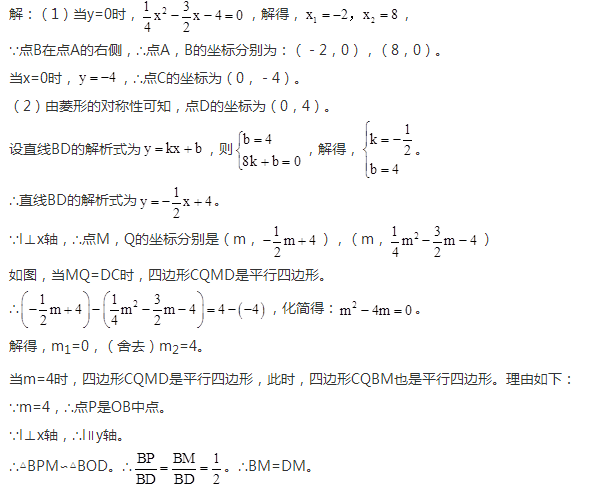 解：（1）当y=0时，$\frac{1}{4}x^2-\frac{3}{2}x-4=0$，解得，$x_1=-2，x_2=8$，
∵点B在点A的右侧，∴点A，B的坐标分别为：（﹣2，0），（8，0）。
当x=0时，$y=-4$，∴点C的坐标为（0，﹣4）。
（2）由菱形的对称性可知，点D的坐标为（0，4）。
设直线BD的解析式为$y=kx+b$，则$\begin{cases}b=4\\8k+b=0\end{cases}$，解得，$\begin{cases}k=-\frac{1}{2}\\b=4\end{cases}$。
∴直线BD的解析式为$y=-\frac{1}{2}x+4$。
∵l⊥x轴，∴点M，Q的坐标分别是（m，$-\frac{1}{2}m+4$），（m，$\frac{1}{4}m^2-\frac{3}{2}m-4$）
如图，当MQ=DC时，四边形CQMD是平行四边形。
∴$\left(-\frac{1}{2}m+4\right)-\left(\frac{1}{4}m^2-\frac{3}{2}m-4\right)=4-(-4)$，化简得：$m^2-4m=0$。
解得，m₁=0，（舍去）m₂=4。
当m=4时，四边形CQMD是平行四边形，此时，四边形CQBM也是平行四边形。理由如下：
∵m=4，∴点P是OB中点。
∵l⊥x轴，∴l∥y轴。
∴△BPM∽△BOD。∴$\frac{BP}{BD}=\frac{BM}{BD}=\frac{1}{2}$。∴BM=DM。